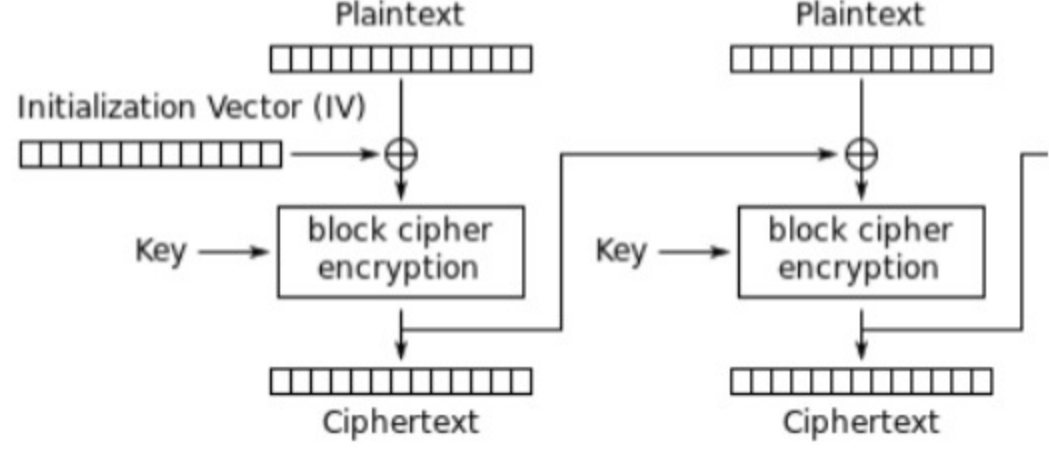 Plaintext
Plaintext
Initialization Vector (IV)
Key
block cipher
encryption
Key
block cipher
encryption
Ciphertext
Ciphertext